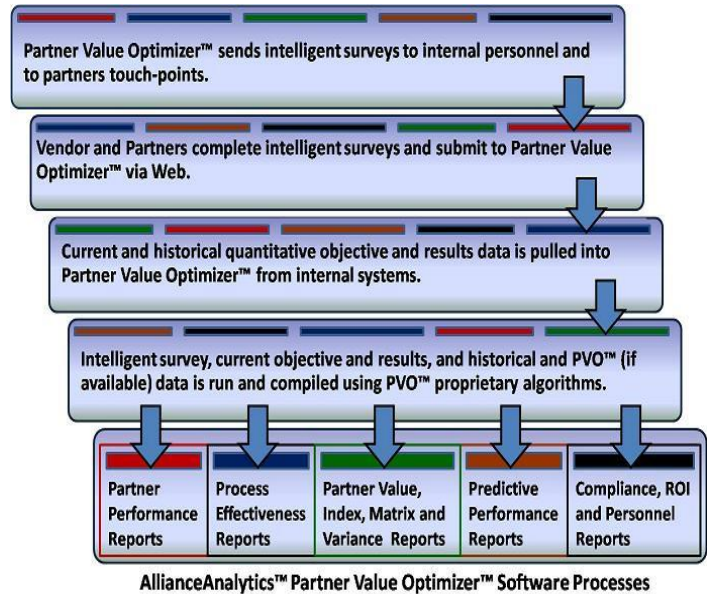 Partner Value Optimizer™ sends intelligent surveys to internal personnel and
to partners touch-points.
Vendor and Partners complete intelligent surveys and submit to Partner Value
Optimizer™ via Web.
Current and historical quantitative objective and results data is pulled into
Partner Value Optimizer™ from internal systems.
Intelligent survey, current objective and results, and historical and PVO™ (if
available) data is run and compiled using PVO™ proprietary algorithms.
Partner
Performance
Reports
Process
Effectiveness
Reports
Partner Value,
Index, Matrix and
Variance Reports
Predictive
Performance
Reports
Compliance, ROI
and Personnel
Reports
AllianceAnalytics™ Partner Value Optimizer™ Software Processes